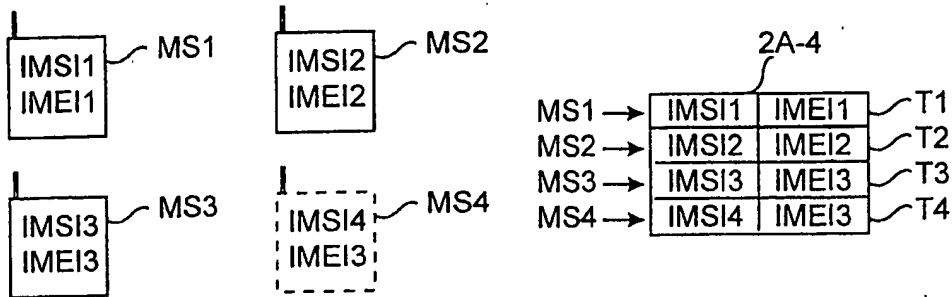 IMSI1
IMEI1
MS1
IMSI2
IMEI2
MS2
IMSI3
IMEI3
MS3
IMSI4
IMEI3
MS4
2A-4
MS1 IMSI1 IMEI1 T1
MS2 IMSI2 IMEI2 T2
MS3 IMSI3 IMEI3 T3
MS4 IMSI4 IMEI3 T4